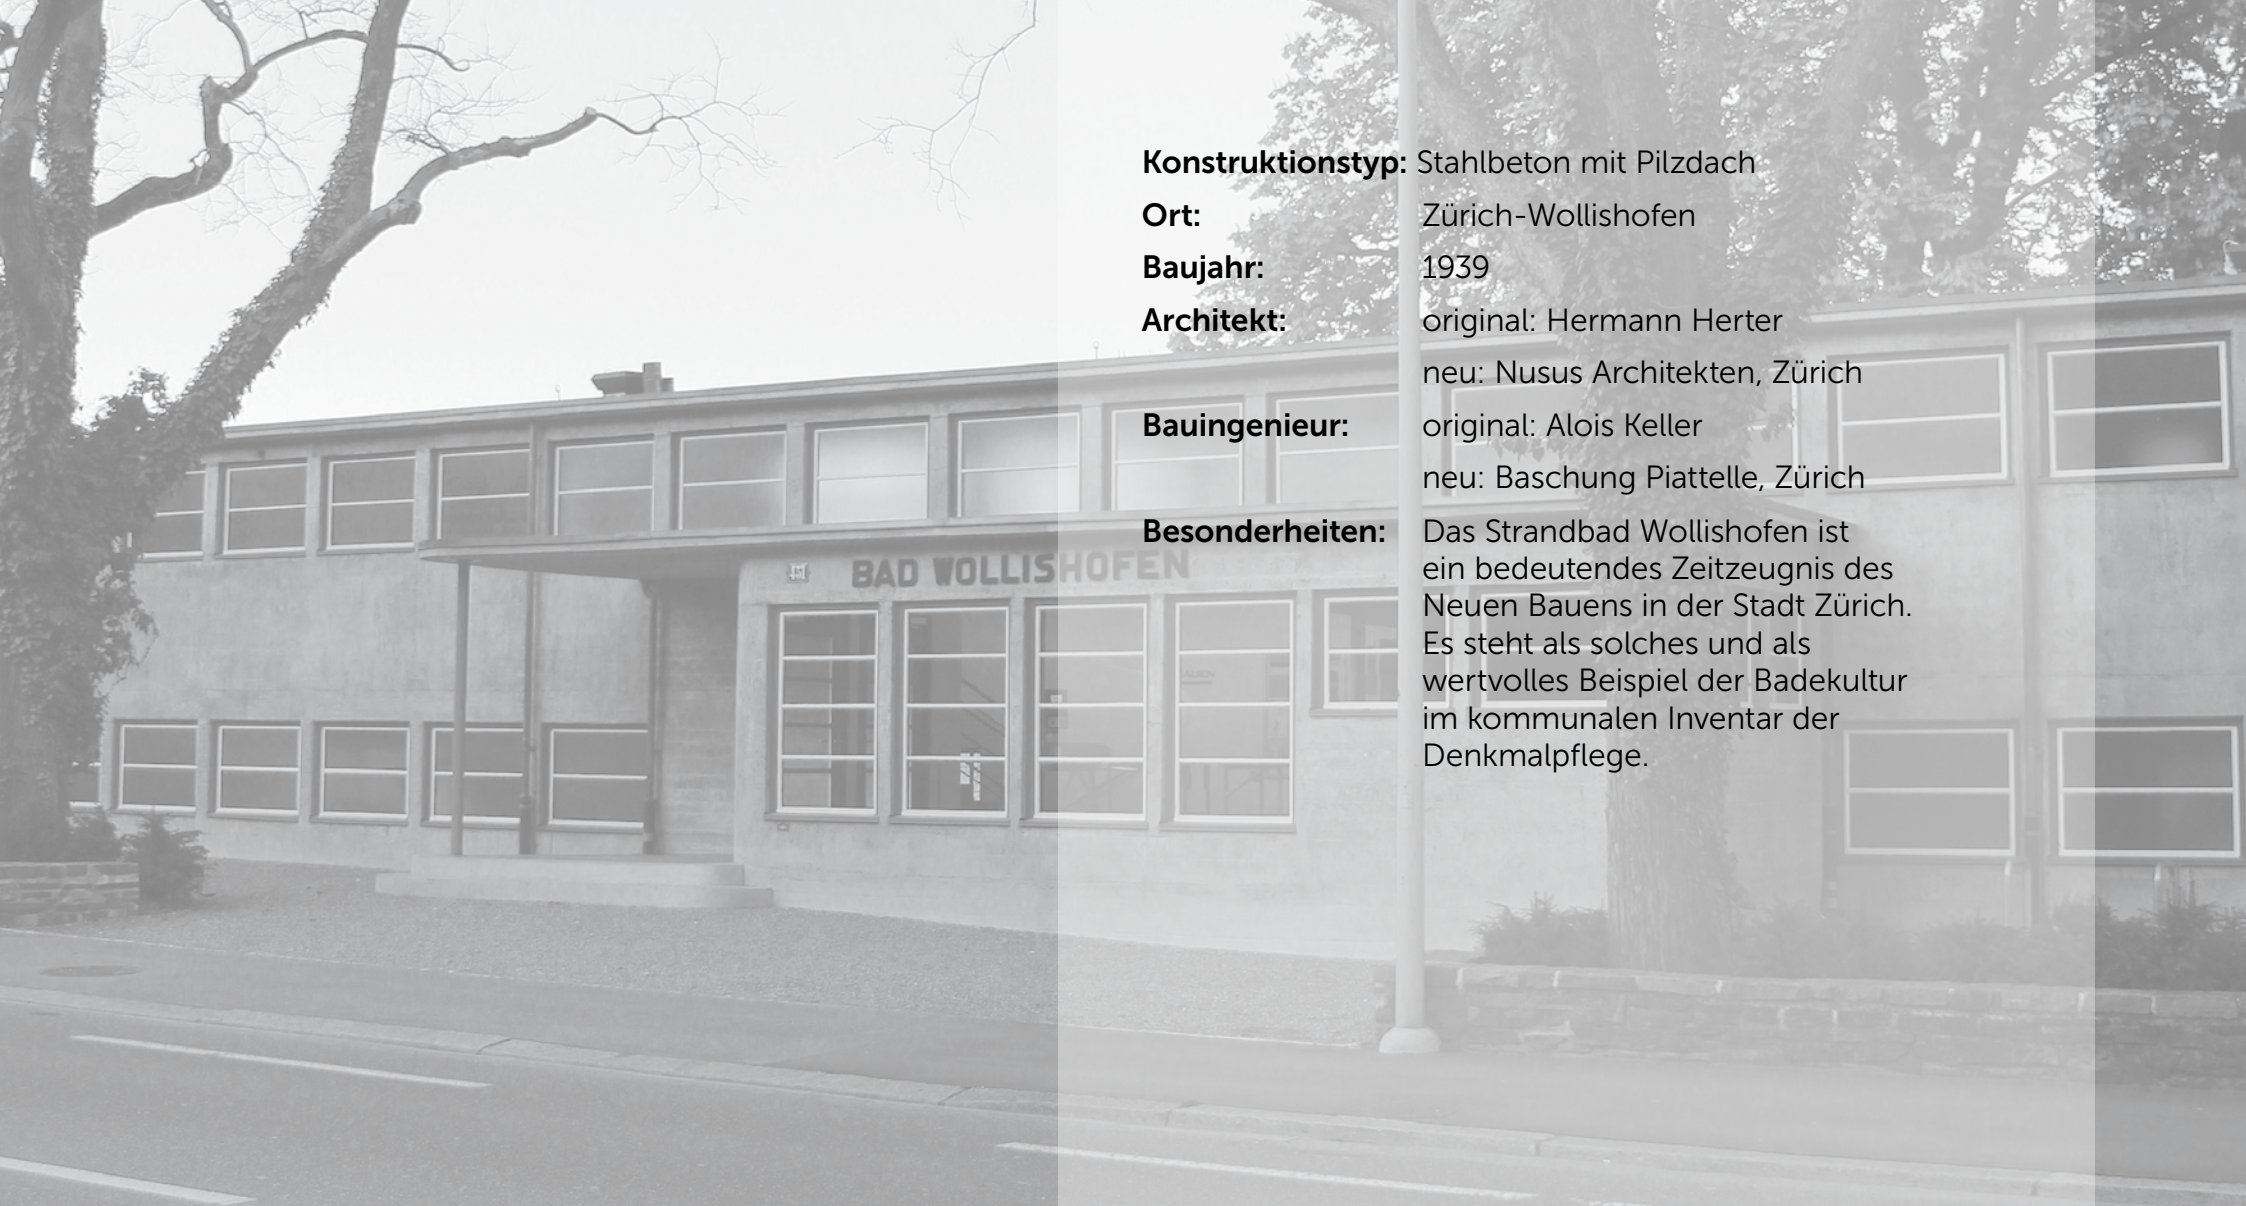 Konstruktionstyp: Stahlbeton mit Pilzdach
Ort: Zürich-Wollishofen
Baujahr: 1939
Architekt: original: Hermann Herter
neu: Nusus Architekten, Zürich
Bauingenieur: original: Alois Keller
neu: Baschung Piattelle, Zürich
Besonderheiten: Das Strandbad Wollishofen ist
ein bedeutendes Zeitzeugnis des
Neuen Bauens in der Stadt Zürich.
Es steht als solches und als
wertvolles Beispiel der Badekultur
im kommunalen Inventar der
Denkmalpflege.
BAD WOLLISHOFEN